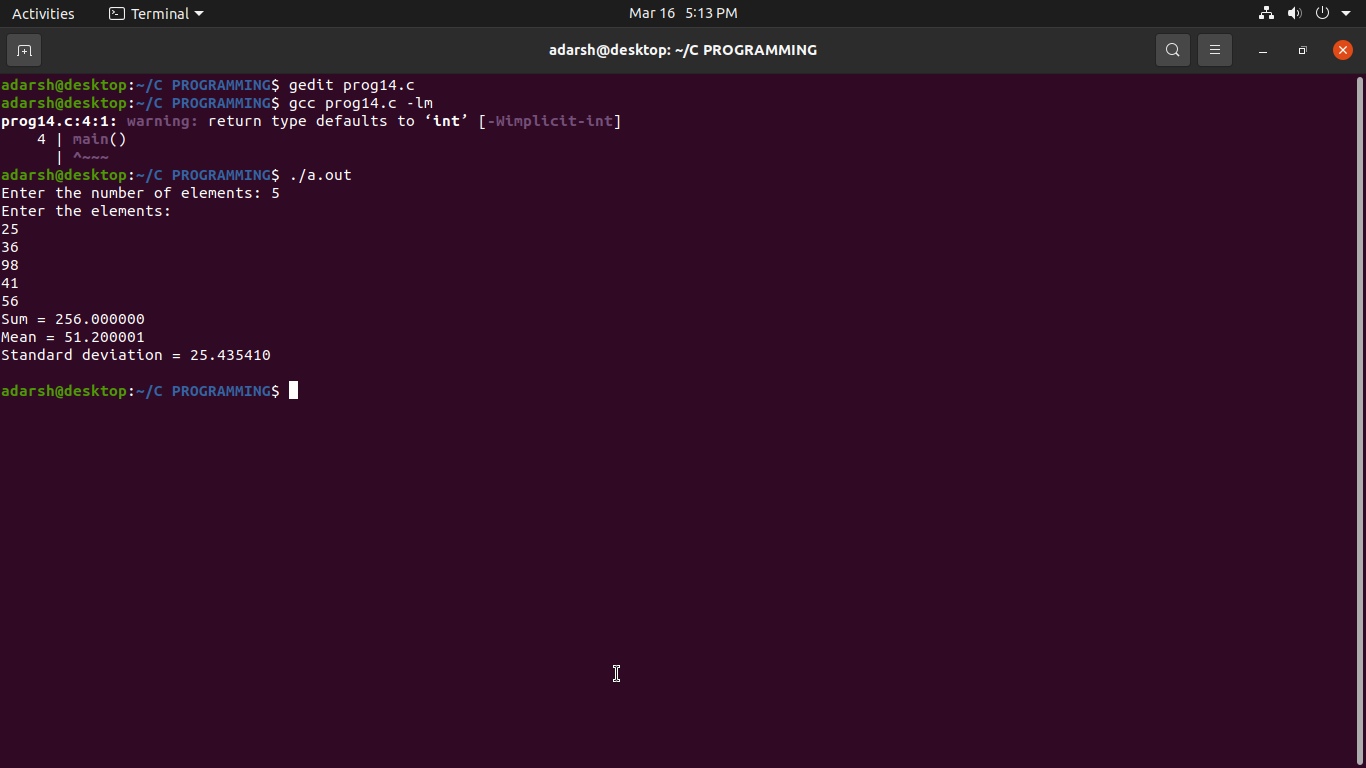 Activities Terminal Mar 16 5:13 PM
adarsh@desktop: ~/C PROGRAMMING
adarsh@desktop:~/C PROGRAMMING$ gedit prog14.c
adarsh@desktop:~/C PROGRAMMING$ gcc prog14.c -lm
prog14.c:4:1: warning: return type defaults to ‘int’ [-Wimplicit-int]
    4 | main()
      | ^~~~
adarsh@desktop:~/C PROGRAMMING$ ./a.out
Enter the number of elements: 5
Enter the elements:
25
36
98
41
56
Sum = 256.000000
Mean = 51.200001
Standard deviation = 25.435410
adarsh@desktop:~/C PROGRAMMING$